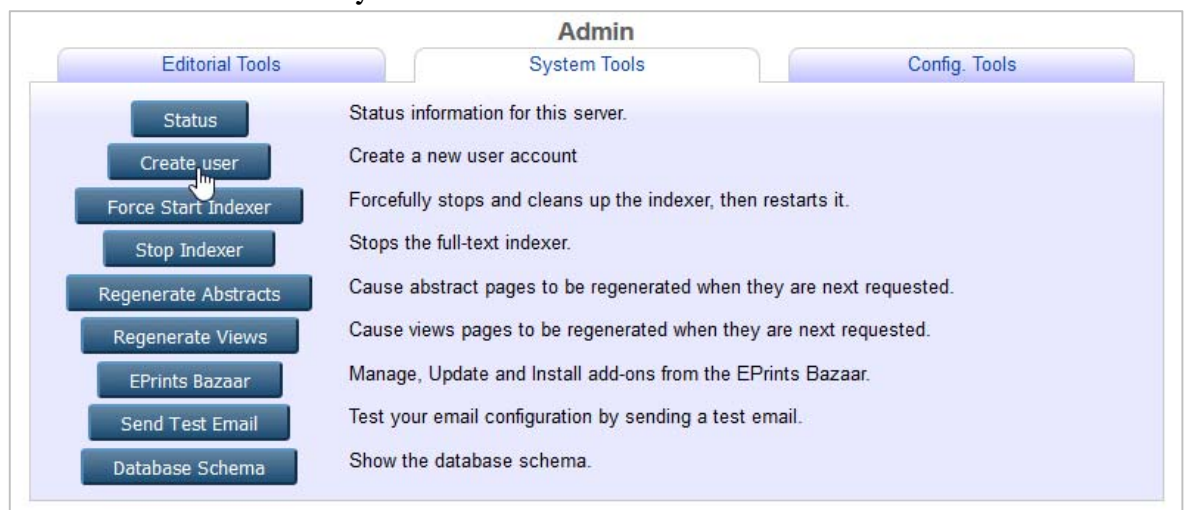 Admin
Editorial Tools System Tools Config. Tools
Status Status information for this server.
Create user Create a new user account
Force Start Indexer Forcefully stops and cleans up the indexer, then restarts it.
Stop Indexer Stops the full-text indexer.
Regenerate Abstracts Cause abstract pages to be regenerated when they are next requested.
Regenerate Views Cause views pages to be regenerated when they are next requested.
EPrints Bazaar Manage, Update and Install add-ons from the EPrints Bazaar.
Send Test Email Test your email configuration by sending a test email.
Database Schema Show the database schema.